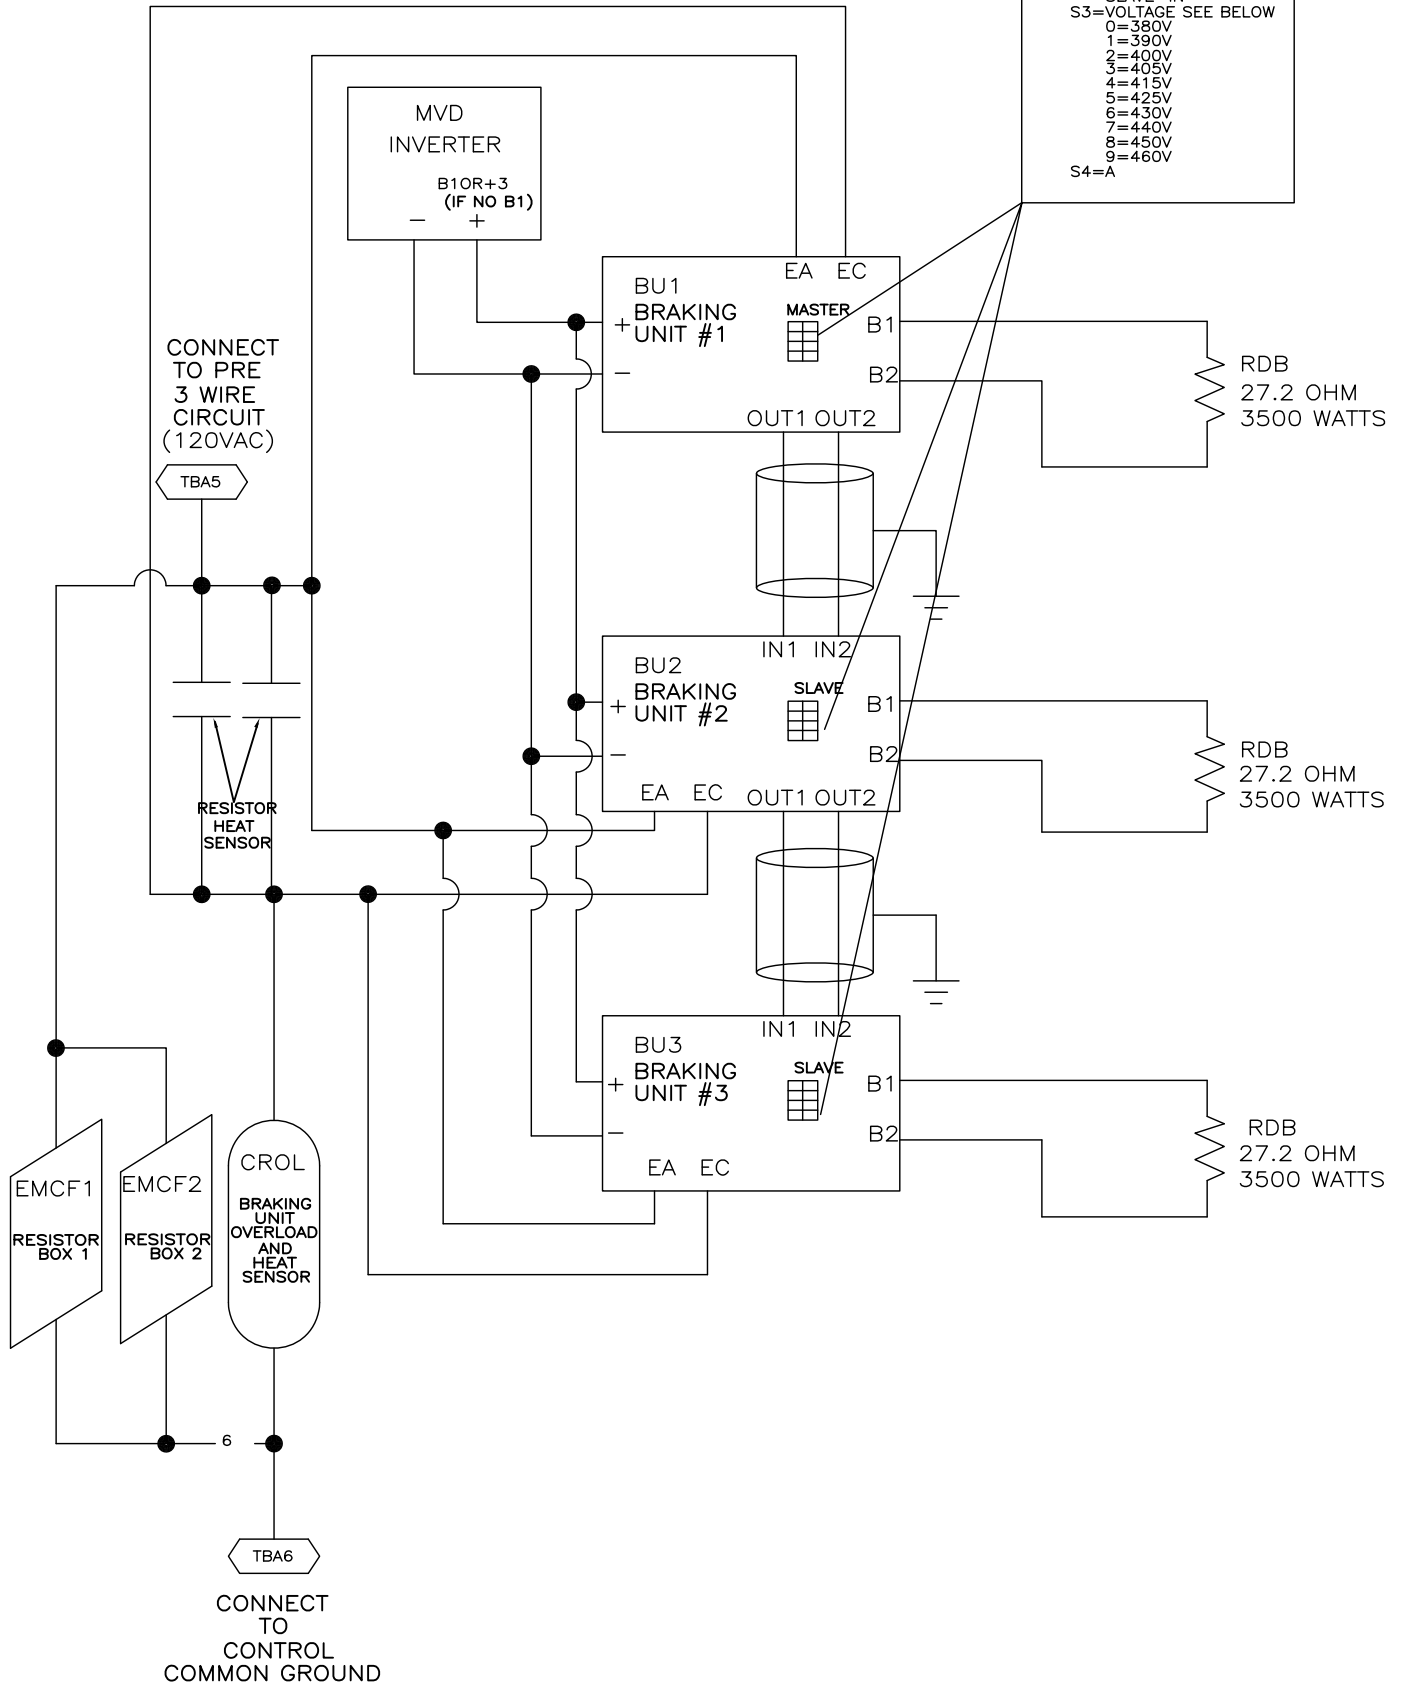 S3=VOLTAGE SEE BELOW
0=380V
1=390V
2=400V
3=405V
4=415V
5=425V
6=430V
7=440V
8=450V
9=460V
S4=A
MVD
INVERTER
B1OR+3
(IF NO B1)
− +
EA EC
BU1
BRAKING
UNIT #1
MASTER
+
−
B1
B2
OUT1 OUT2
RDB
27.2 OHM
3500 WATTS
CONNECT
TO PRE
3 WIRE
CIRCUIT
(120VAC)
TBA5
IN1 IN2
BU2
BRAKING
UNIT #2
SLAVE
+
−
B1
B2
EA EC OUT1 OUT2
RDB
27.2 OHM
3500 WATTS
RESISTOR
HEAT
SENSOR
IN1 IN2
BU3
BRAKING
UNIT #3
SLAVE
+
−
B1
B2
EA EC
RDB
27.2 OHM
3500 WATTS
EMCF1
RESISTOR
BOX 1
EMCF2
RESISTOR
BOX 2
CROL
BRAKING
UNIT
OVERLOAD
AND
HEAT
SENSOR
6
TBA6
CONNECT
TO
CONTROL
COMMON GROUND